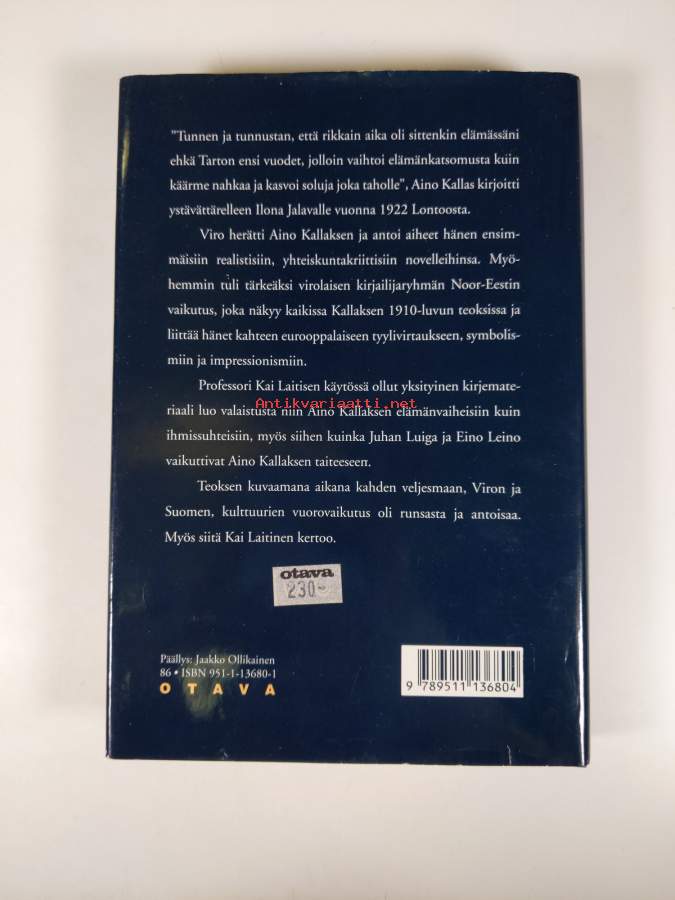 "Tunnen ja tunnustan, että rikkain aika oli sittenkin elämässäni
ehkä Tarton ensi vuodet, jolloin vaihtoi elämänkatsomusta kuin
käärme nahkaa ja kasvoi soluja joka taholle", Aino Kallas kirjoitti
ystävättärelleen Ilona Jalavalle vuonna 1922 Lontoosta.
Viro herätti Aino Kallaksen ja antoi aiheet hänen ensim-
mäisiin realistisiin, yhteiskuntakriittisiin novelleihinsa. Myö-
hemmin tuli tärkeäksi virolaisen kirjailijaryhmän Noor-Eestin
vaikutus, joka näkyy kaikissa Kallaksen 1910-luvun teoksissa ja
liittää hänet kahteen eurooppalaiseen tyylivirtaukseen, symbolis-
miin ja impressionismiin.
Professori Kai Laitisen käytössä ollut yksityinen kirjemate-
riaali luo valaistusta niin Aino Kallaksen elämänvaiheisiin kuin
Antikvariaatti.net
ihmissuhteisiin, myös siihen kuinka Juhan Luiga ja Eino Leino
vaikuttivat Aino Kallaksen taiteeseen.
Teoksen kuvaamana aikana kahden veljesmaan, Viron ja
Suomen, kulttuurien vuorovaikutus oli runsasta ja antoisaa.
Myös siitä Kai Laitinen kertoo.
otava
230-
Päällys: Jaakko Ollikainen
86 • ISBN 951-1-13680-1
OTAVA
9 789511 136804